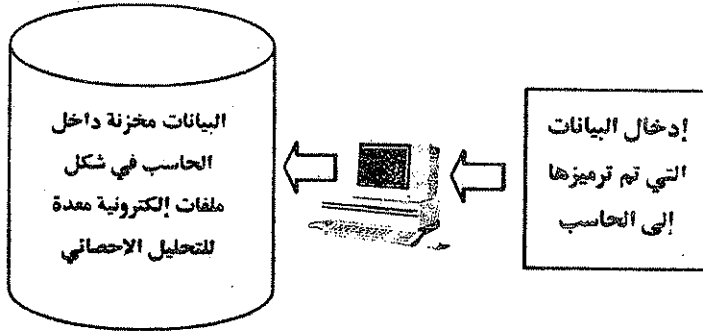 إدخال البيانات
التي تم ترميزها
إلى الحاسب
البيانات مخزنة داخل
الحاسب في شكل
ملفات إلكترونية معدة
للتحليل الاحصائي